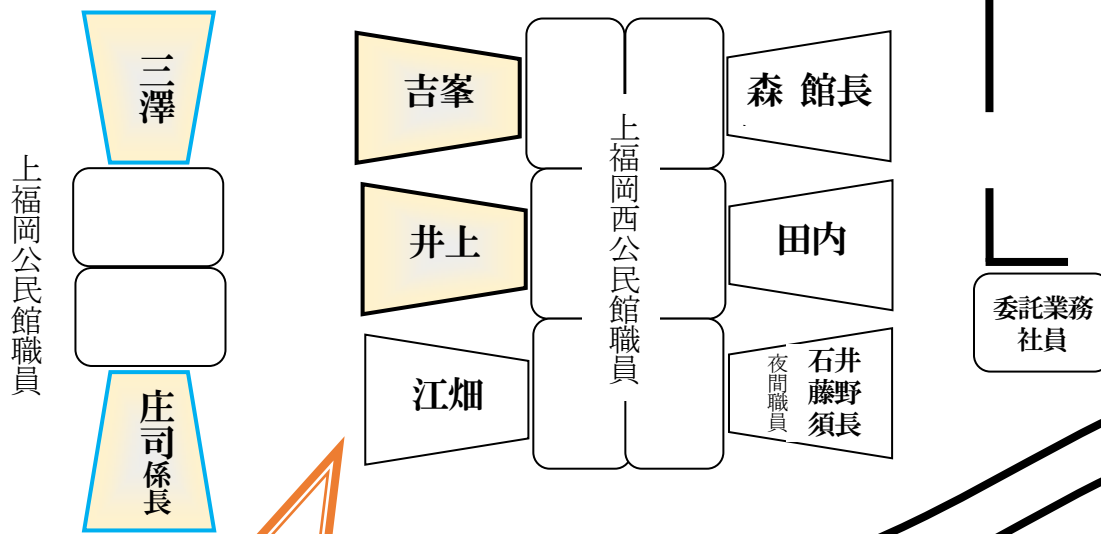 三澤
上福岡公民館職員
庄司係長
吉峯
井上
江畑
上福岡西公民館職員
森 館長
田内
夜間職員
石井
藤野
須長
委託業務
社員